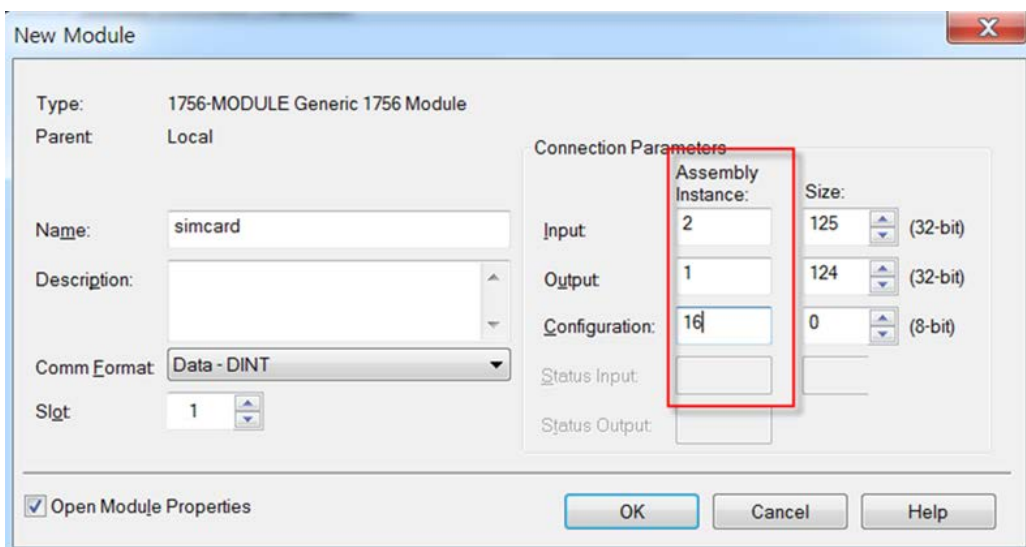 New Module
Type: 1756-MODULE Generic 1756 Module
Parent: Local
Connection Parameters
Assembly
Instance: Size:
Name: simcard
Input: 2 125 (32-bit)
Description:
Output: 1 124 (32-bit)
Configuration: 16 0 (8-bit)
Comm Format: Data - DINT
Status Input:
Slot: 1
Status Output:
Open Module Properties
OK Cancel Help